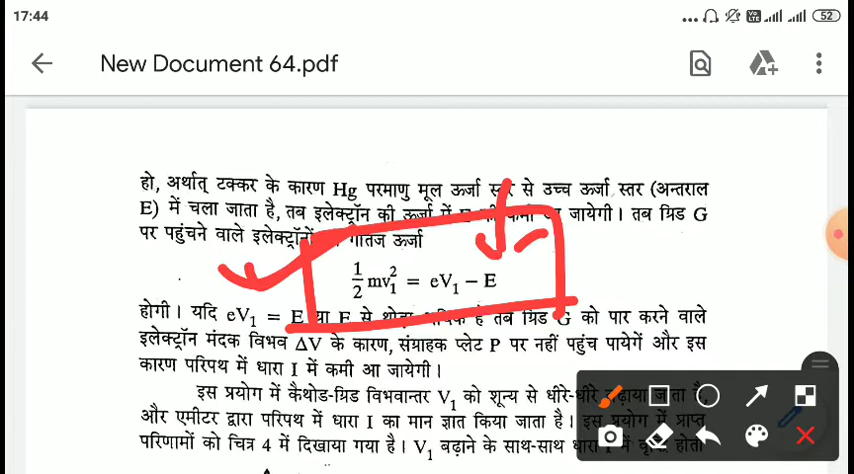 17:44
52
New Document 64.pdf
हो, अर्थात् टक्कर के कारण Hg परमाणु मूल ऊर्जा स्तर से उच्च ऊर्जा स्तर (अन्तराल
E) में चला जाता है, तब इलेक्ट्रॉन की ऊर्जा में जायेगी। तब ग्रिड G
पर पहुंचने वाले इलेक्ट्रॉनों गतिज ऊर्जा
½ mv₁² = eV₁ − E
होगी। यदि eV₁ = E या E से थोड़ा अधिक है तब ग्रिड G को पार करने वाले
इलेक्ट्रॉन मंदक विभव ΔV के कारण, संग्राहक प्लेट P पर नहीं पहुंच पायेगें और इस
कारण परिपथ में धारा I में कमी आ जायेगी।
इस प्रयोग में कैथोड-ग्रिड विभवान्तर V₁ को शून्य से धीरे-धीरे बढ़ाया जाता है,
और एमीटर द्वारा परिपथ में धारा I का मान ज्ञात किया जाता है। इस प्रयोग में प्राप्त
परिणामों को चित्र 4 में दिखाया गया है। V₁ बढ़ाने के साथ-साथ धारा में होती